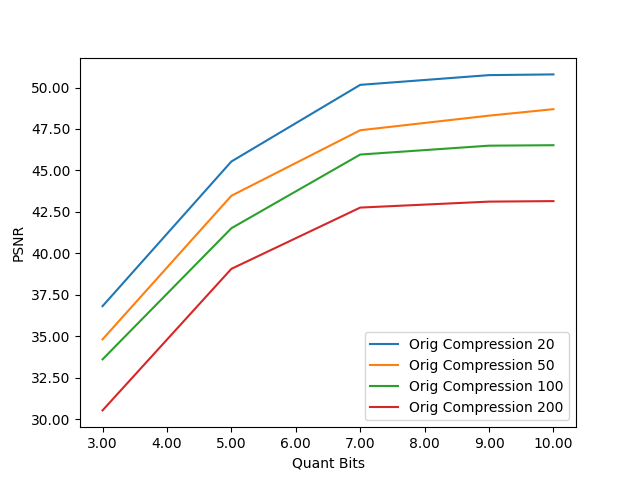 PSNR
50.00
47.50
45.00
42.50
40.00
37.50
35.00
32.50
30.00
Orig Compression 20
Orig Compression 50
Orig Compression 100
Orig Compression 200
3.00 4.00 5.00 6.00 7.00 8.00 9.00 10.00
Quant Bits